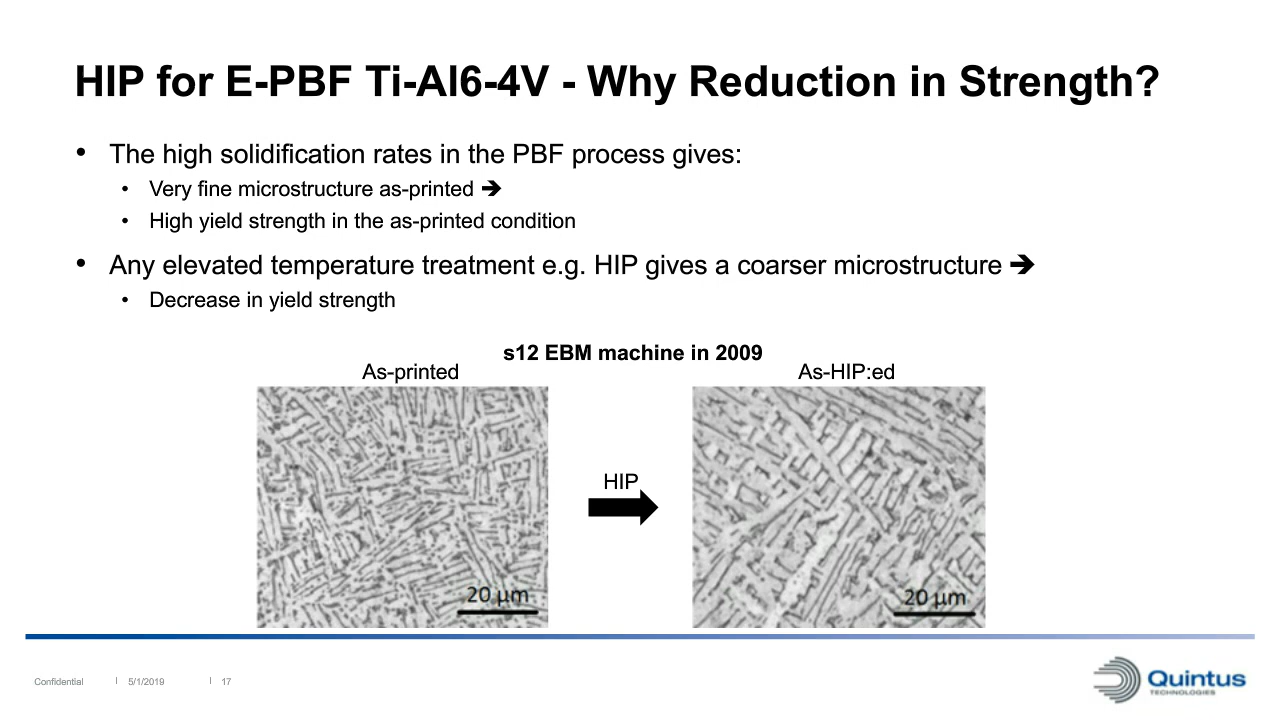 HIP for E-PBF Ti-Al6-4V - Why Reduction in Strength?
• The high solidification rates in the PBF process gives:
• Very fine microstructure as-printed ➔
• High yield strength in the as-printed condition
• Any elevated temperature treatment e.g. HIP gives a coarser microstructure ➔
• Decrease in yield strength
s12 EBM machine in 2009
As-printed
As-HIP:ed
HIP
20 µm
20 µm
Confidential | 5/1/2019 | 17
Quintus
TECHNOLOGIES